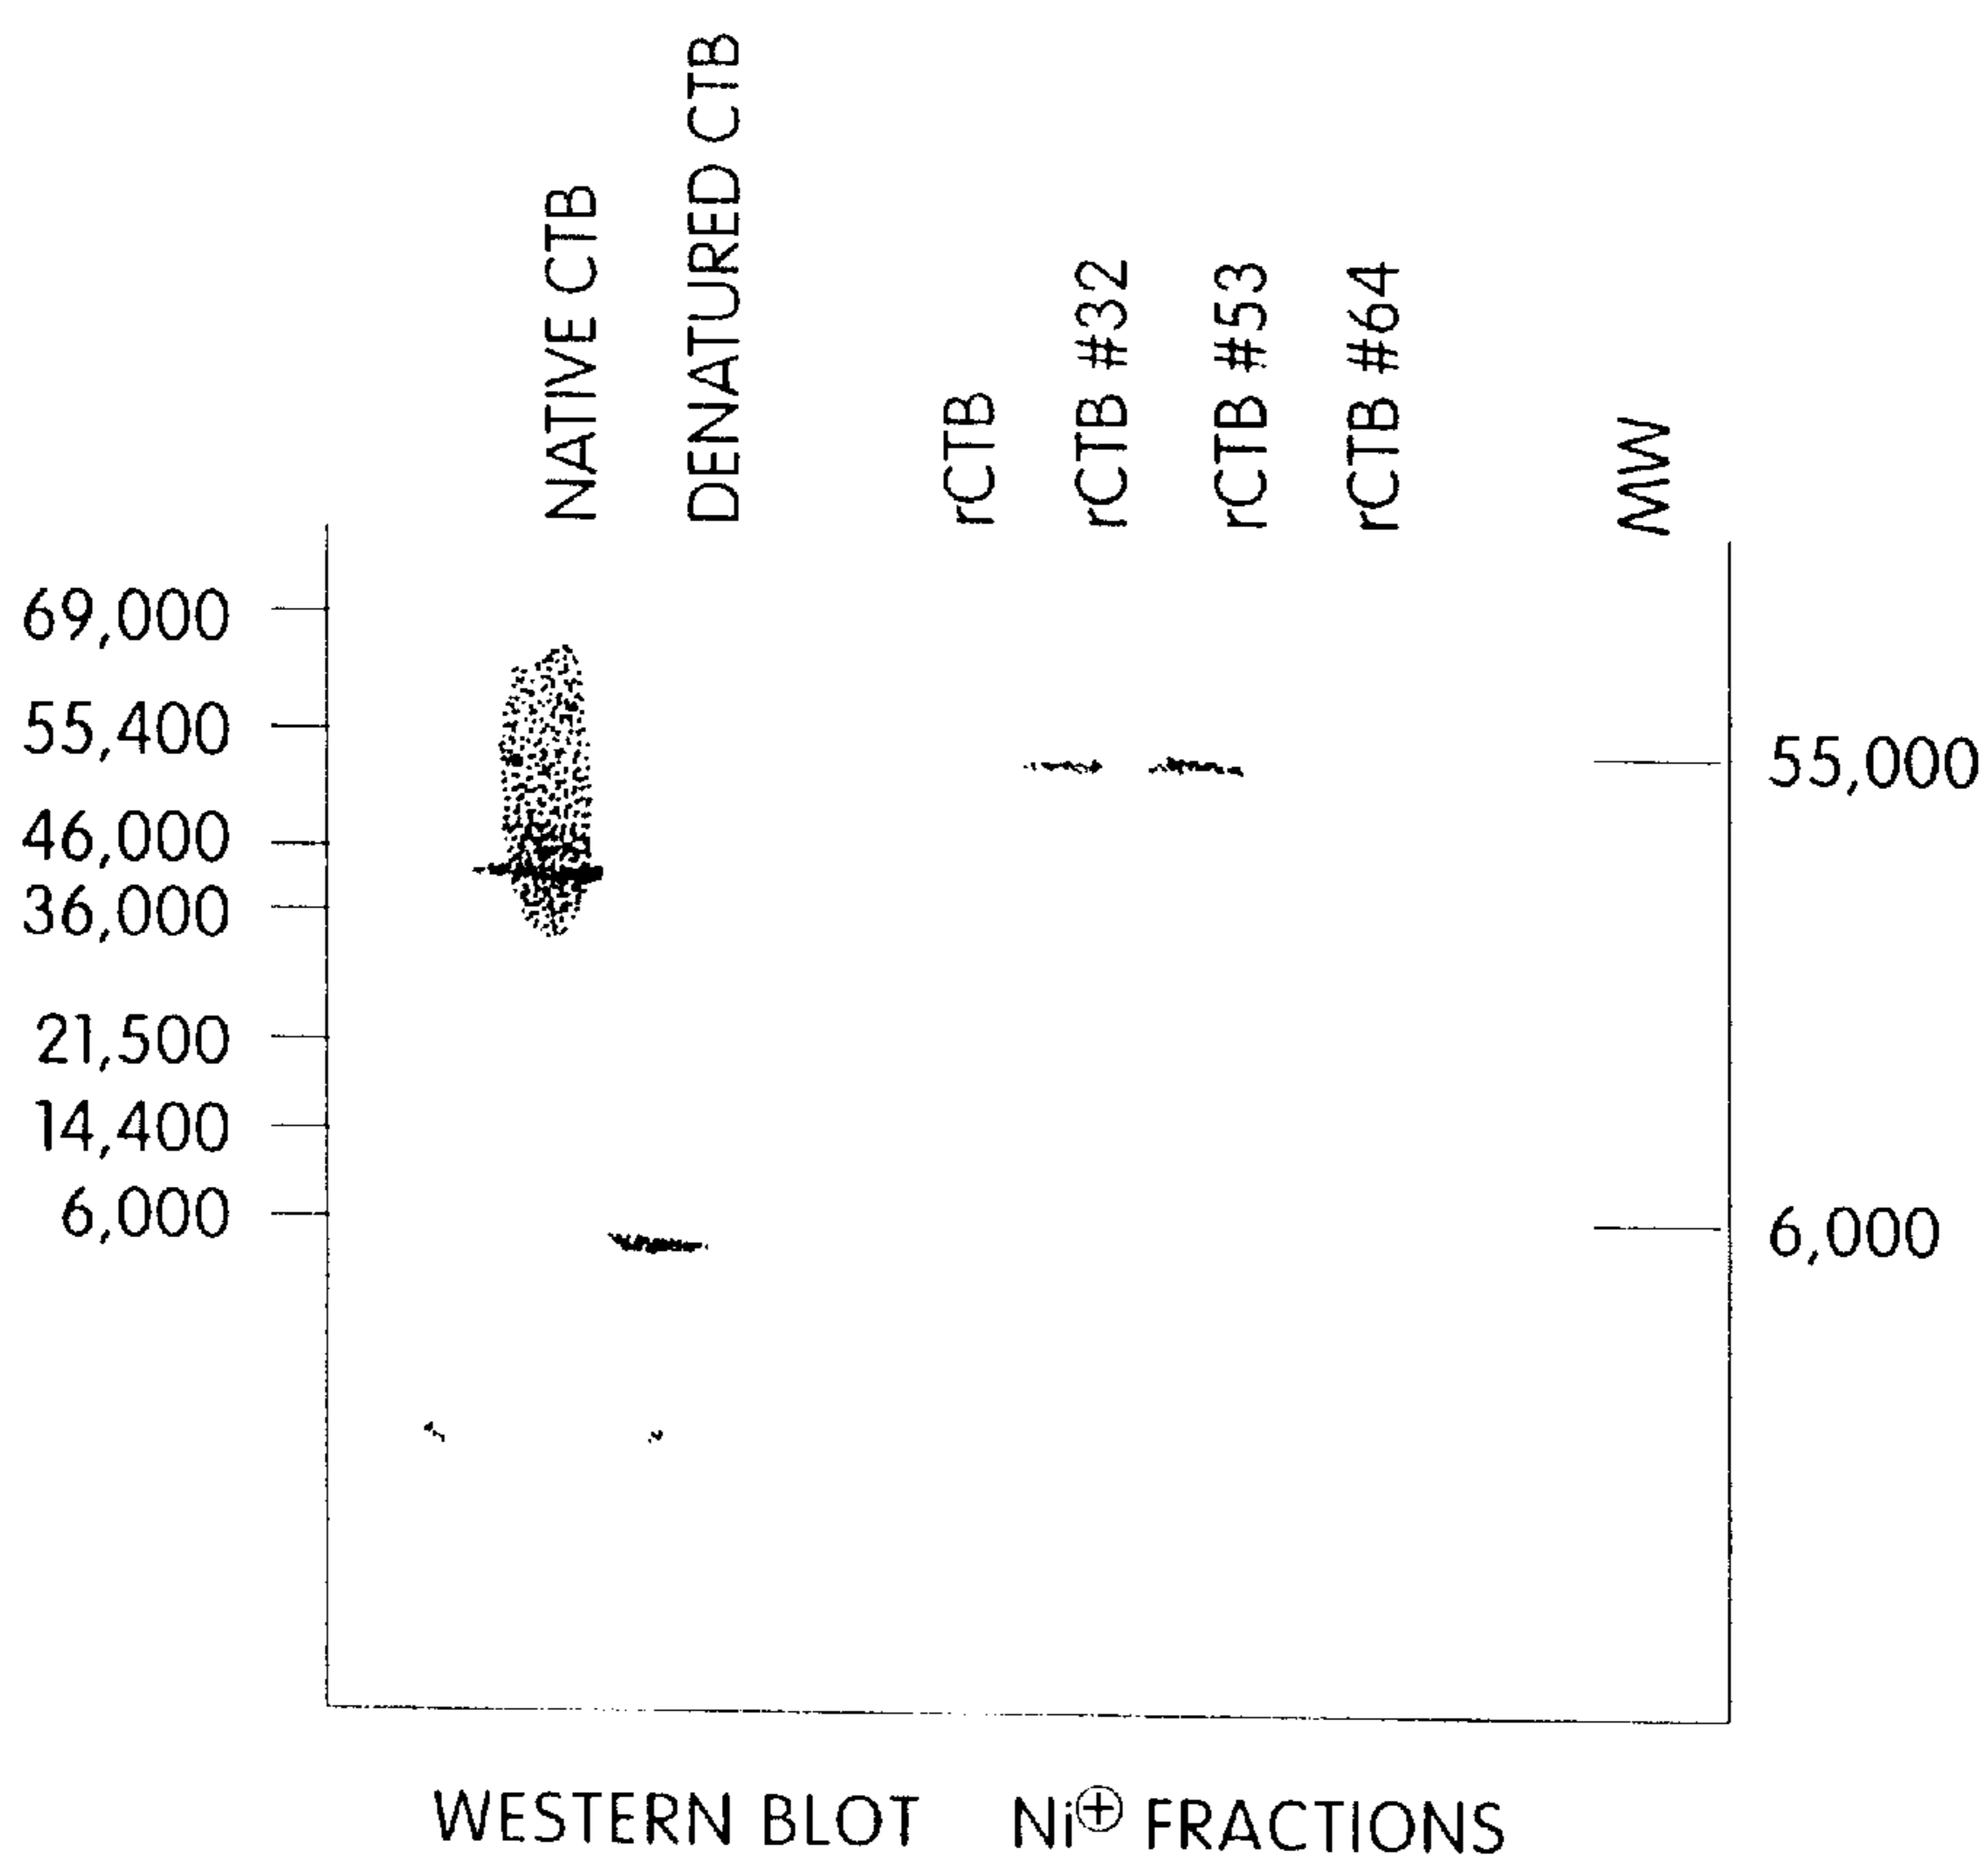 NATIVE CTB
DENATURED CTB
rCTB
rCTB #32
rCTB #53
rCTB #64
MW
69,000
55,400
46,000
36,000
21,500
14,400
6,000
55,000
6,000
WESTERN BLOT
Ni⊕ FRACTIONS